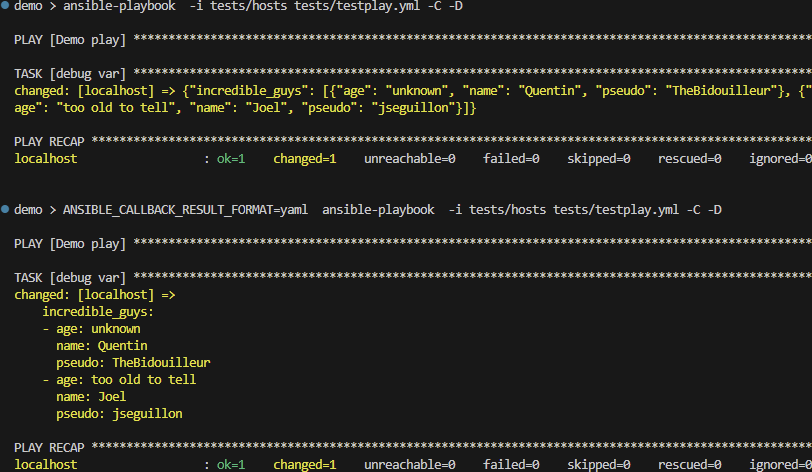 demo > ansible-playbook  -i tests/hosts tests/testplay.yml -C -D
PLAY [Demo play] ****************************************************************************************************
TASK [debug var] ***************************************************************************************************
changed: [localhost] => {"incredible_guys": [{"age": "unknown", "name": "Quentin", "pseudo": "TheBidouilleur"}, {"
age": "too old to tell", "name": "Joel", "pseudo": "jseguillon"}]}
PLAY RECAP *********************************************************************************************************
localhost                  : ok=1    changed=1    unreachable=0    failed=0    skipped=0    rescued=0    ignored=0
demo > ANSIBLE_CALLBACK_RESULT_FORMAT=yaml  ansible-playbook  -i tests/hosts tests/testplay.yml -C -D
PLAY [Demo play] ****************************************************************************************************
TASK [debug var] ***************************************************************************************************
changed: [localhost] =>
    incredible_guys:
    - age: unknown
      name: Quentin
      pseudo: TheBidouilleur
    - age: too old to tell
      name: Joel
      pseudo: jseguillon
PLAY RECAP *********************************************************************************************************
localhost                  : ok=1    changed=1    unreachable=0    failed=0    skipped=0    rescued=0    ignored=0